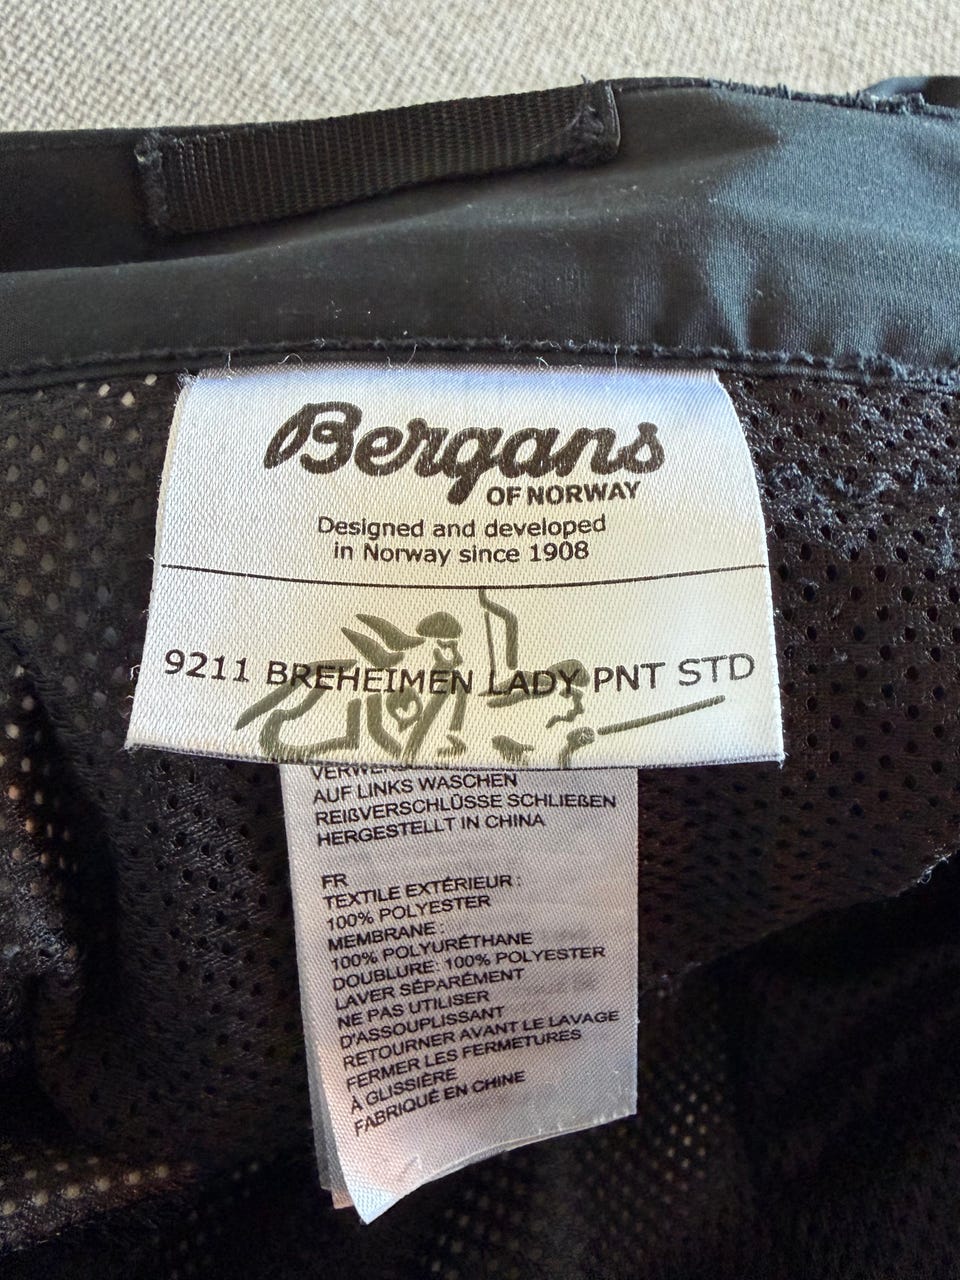 Bergans
OF NORWAY
Designed and developed
in Norway since 1908
9211 BREHEIMEN LADY PNT STD
AUF LINKS WASCHEN
REIßVERSCHLÜSSE SCHLIEßEN
HERGESTELLT IN CHINA
FR
TEXTILE EXTÉRIEUR :
100% POLYESTER
MEMBRANE :
100% POLYURÉTHANE
DOUBLURE: 100% POLYESTER
LAVER SÉPARÉMENT
NE PAS UTILISER
D'ASSOUPLISSANT
RETOURNER AVANT LE LAVAGE
FERMER LES FERMETURES
À GLISSIÈRE
FABRIQUÉ EN CHINE